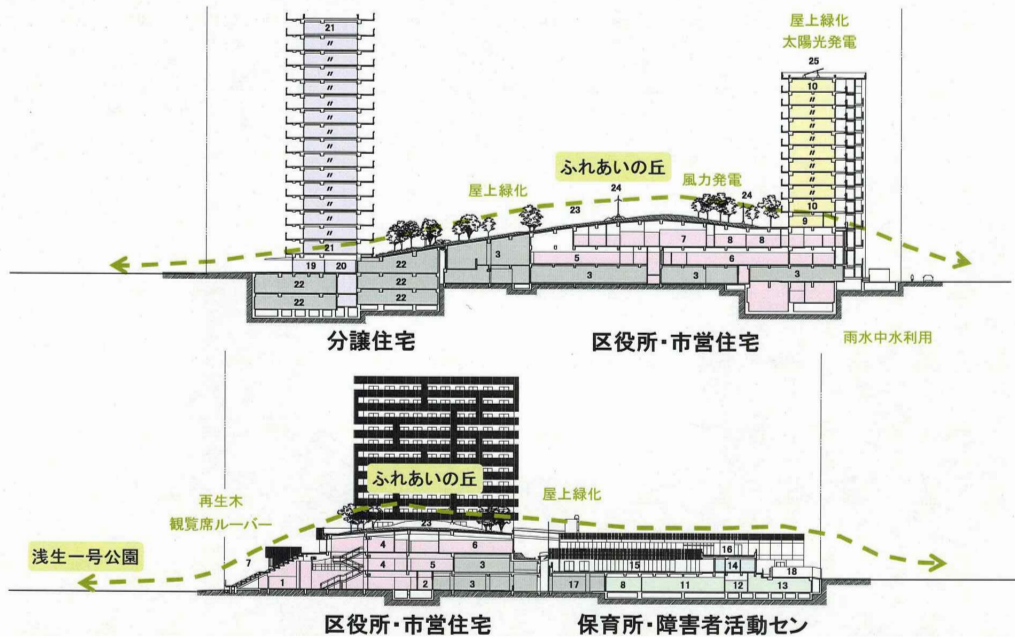 屋上緑化
太陽光発電
25
21
〃
〃
〃
〃
〃
〃
〃
〃
〃
〃
〃
〃
21
10
〃
〃
〃
〃
〃
〃
〃
10
9
ふれあいの丘
屋上緑化
風力発電
24
24
23
7 8 8
3
5
6
3 3 3
19 20
22
22 22
22 22
分譲住宅
区役所・市営住宅
雨水中水利用
ふれあいの丘
再生木
観覧席ルーバー
屋上緑化
浅生一号公園
7
23
4 6
4 5 3
1 2 3
16
15 14
18
17 8 11 12 13
区役所・市営住宅
保育所・障害者活動セン